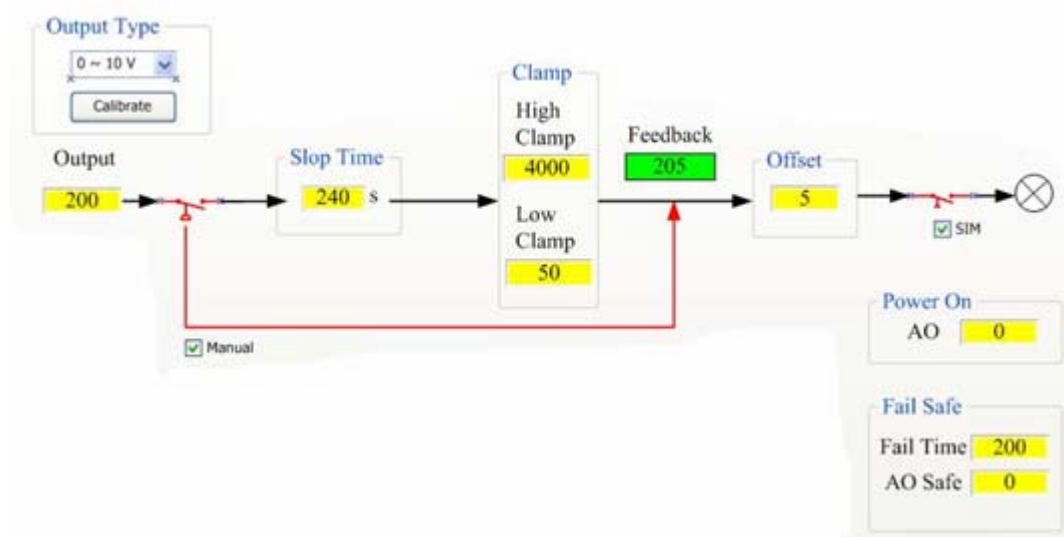 Output Type
0 ~ 10 V
Calibrate
Clamp
High
Clamp
4000
Low
Clamp
50
Output
200
Slop Time
240 s
Feedback
205
Offset
5
SIM
Manual
Power On
AO 0
Fail Safe
Fail Time 200
AO Safe 0